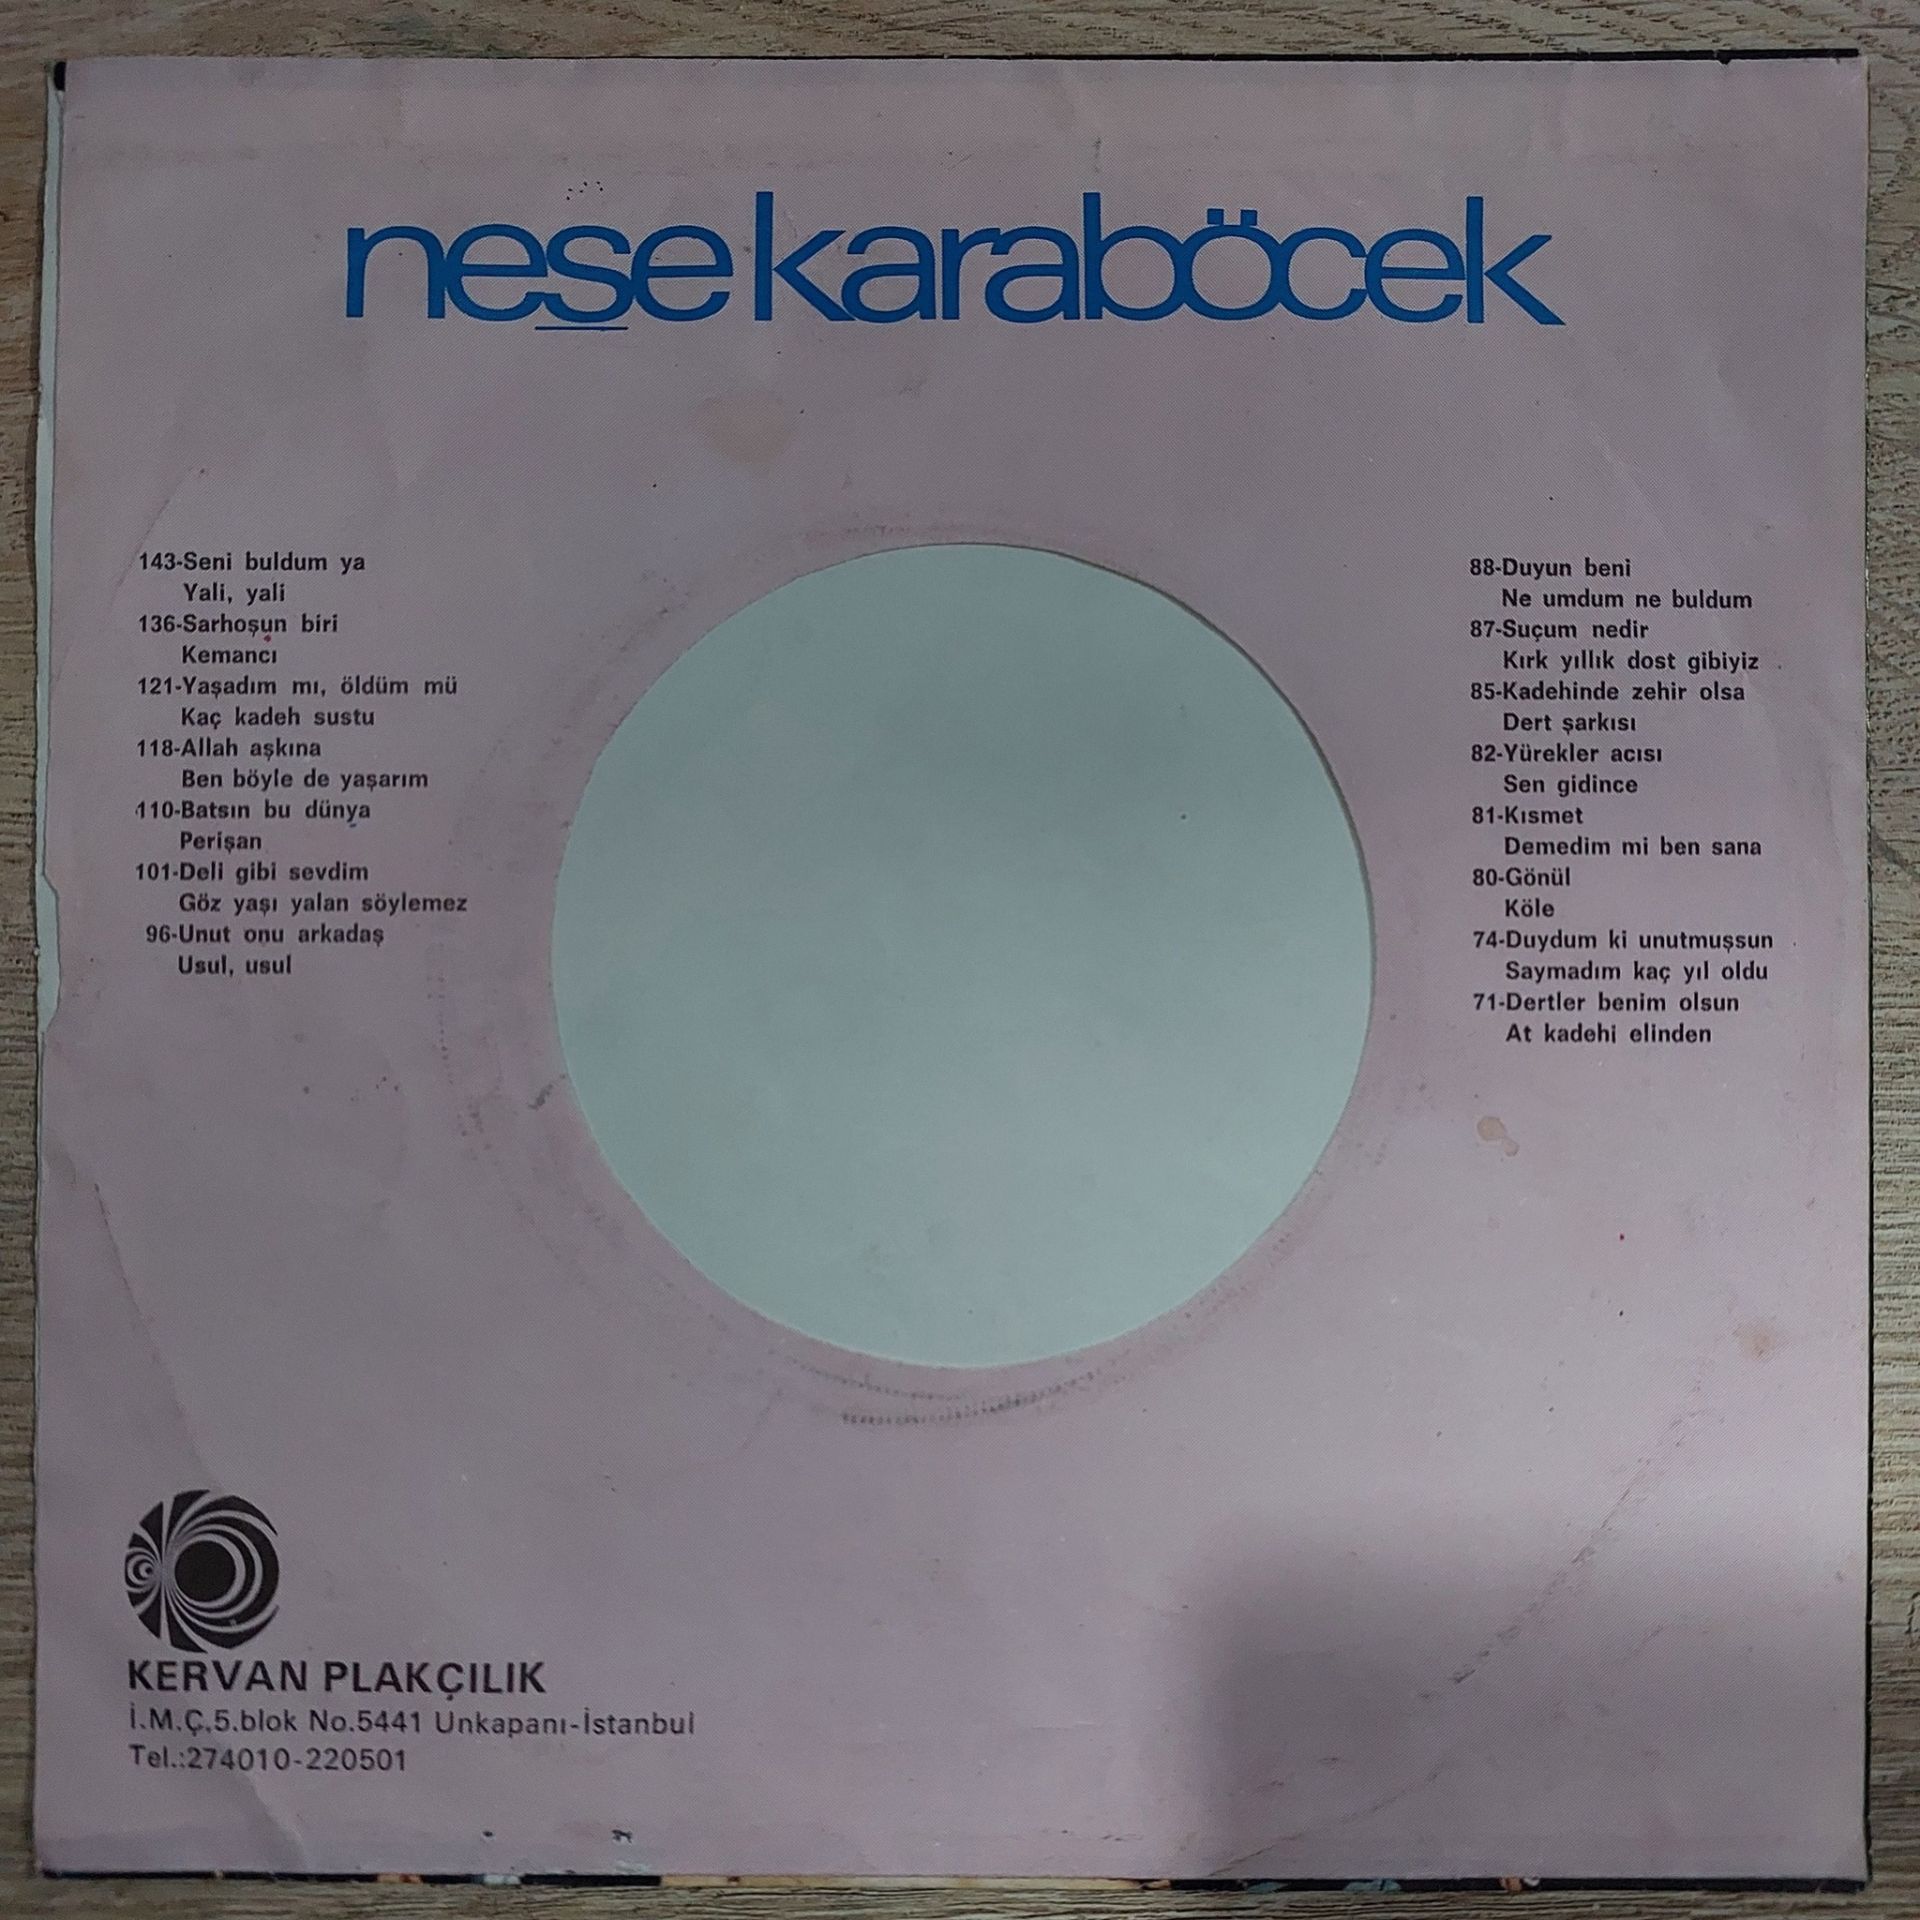 neşe karaböcek
143-Seni buldum ya
Yali, yali
136-Sarhoşun biri
Kemancı
121-Yaşadım mı, öldüm mü
Kaç kadeh sustu
118-Allah aşkına
Ben böyle de yaşarım
110-Batsın bu dünya
Perişan
101-Deli gibi sevdim
Göz yaşı yalan söylemez
96-Unut onu arkadaş
Usul, usul
88-Duyun beni
Ne umdum ne buldum
87-Suçum nedir
Kırk yıllık dost gibiyiz
85-Kadehinde zehir olsa
Dert şarkısı
82-Yürekler acısı
Sen gidince
81-Kısmet
Demedim mi ben sana
80-Gönül
Köle
74-Duydum ki unutmuşsun
Saymadım kaç yıl oldu
71-Dertler benim olsun
At kadehi elinden
KERVAN PLAKÇILIK
İ.M.Ç.5.blok No.5441 Unkapanı-İstanbul
Tel.:274010-220501